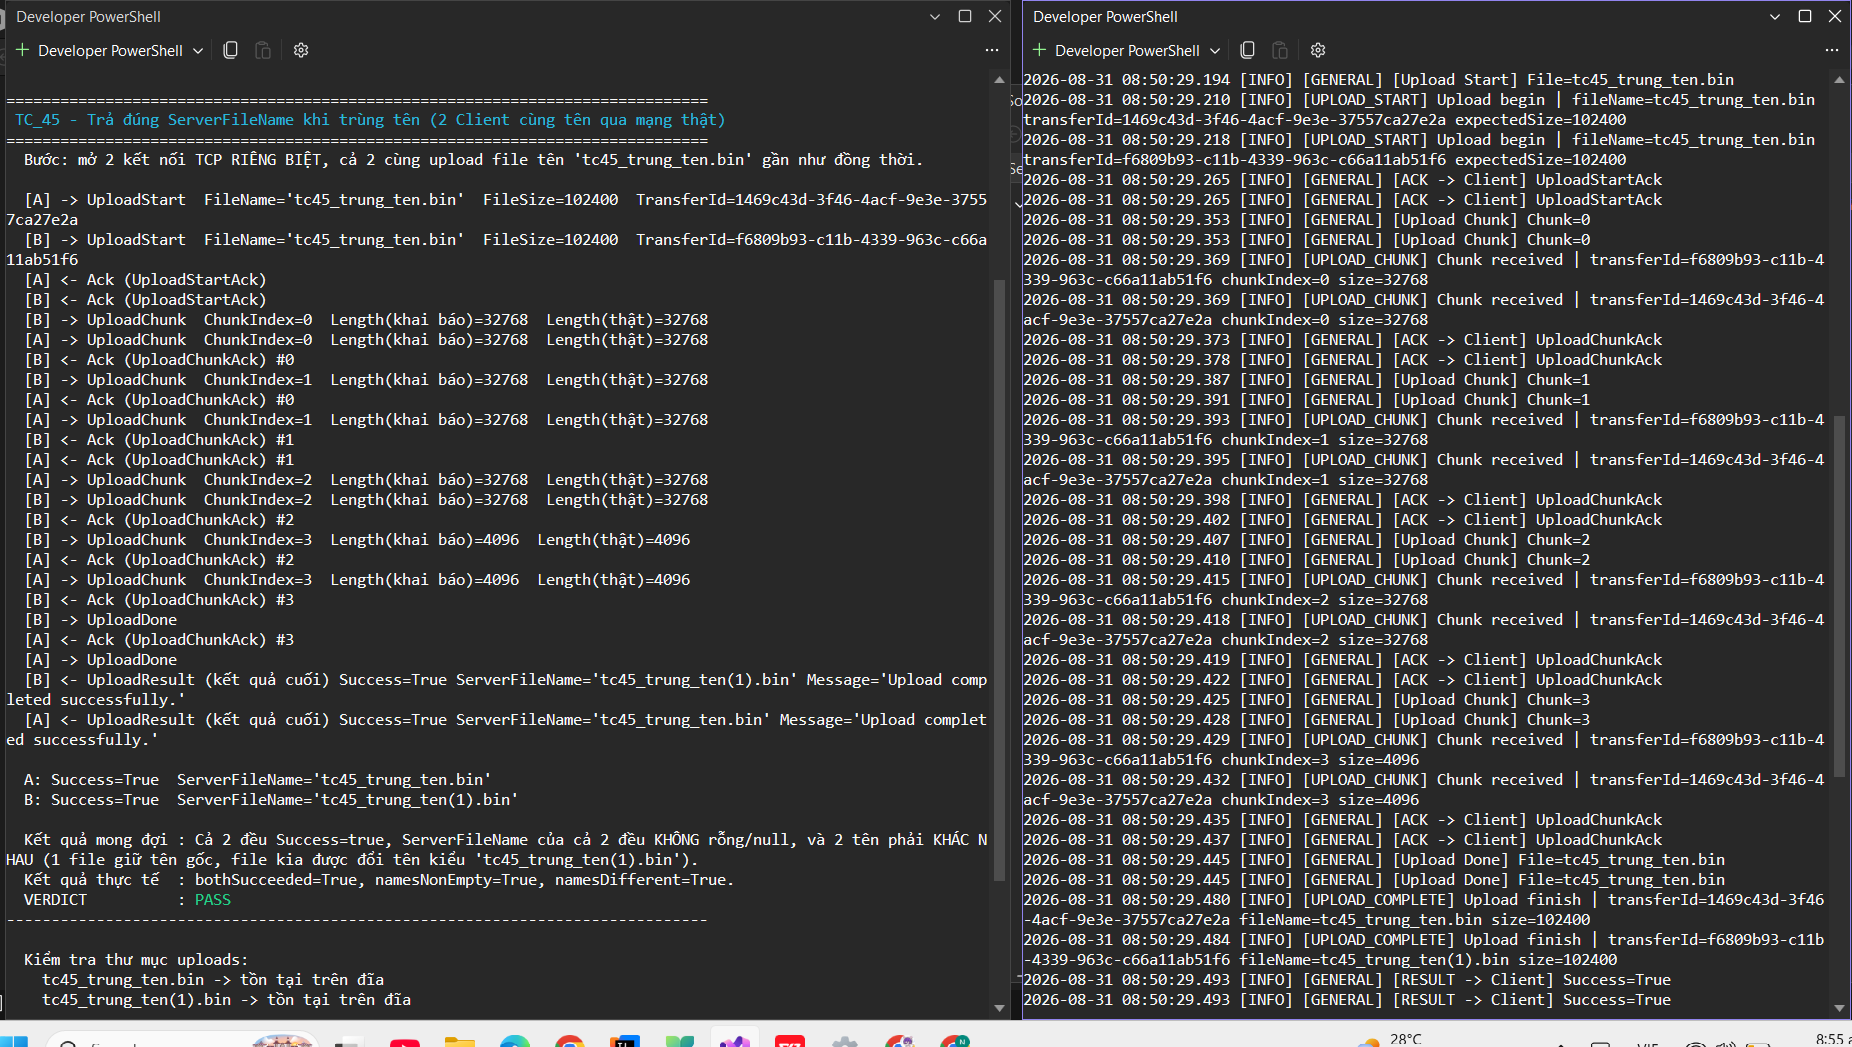 Developer PowerShell
Developer PowerShell
======================================================================
TC_45 - Trả đúng ServerFileName khi trùng tên (2 Client cùng tên qua mạng thật)
======================================================================
Bước: mở 2 kết nối TCP RIÊNG BIỆT, cả 2 cùng upload file tên 'tc45_trung_ten.bin' gần như đồng thời.
[A] -> UploadStart  FileName='tc45_trung_ten.bin'  FileSize=102400  TransferId=1469c43d-3f46-4acf-9e3e-3755
7ca27e2a
[B] -> UploadStart  FileName='tc45_trung_ten.bin'  FileSize=102400  TransferId=f6809b93-c11b-4339-963c-c66a
11ab51f6
[A] <- Ack (UploadStartAck)
[B] <- Ack (UploadStartAck)
[B] -> UploadChunk  ChunkIndex=0  Length(khai báo)=32768  Length(thật)=32768
[A] -> UploadChunk  ChunkIndex=0  Length(khai báo)=32768  Length(thật)=32768
[B] <- Ack (UploadChunkAck) #0
[B] -> UploadChunk  ChunkIndex=1  Length(khai báo)=32768  Length(thật)=32768
[A] <- Ack (UploadChunkAck) #0
[A] -> UploadChunk  ChunkIndex=1  Length(khai báo)=32768  Length(thật)=32768
[B] <- Ack (UploadChunkAck) #1
[A] <- Ack (UploadChunkAck) #1
[A] -> UploadChunk  ChunkIndex=2  Length(khai báo)=32768  Length(thật)=32768
[B] -> UploadChunk  ChunkIndex=2  Length(khai báo)=32768  Length(thật)=32768
[B] <- Ack (UploadChunkAck) #2
[B] -> UploadChunk  ChunkIndex=3  Length(khai báo)=4096  Length(thật)=4096
[A] <- Ack (UploadChunkAck) #2
[A] -> UploadChunk  ChunkIndex=3  Length(khai báo)=4096  Length(thật)=4096
[B] <- Ack (UploadChunkAck) #3
[B] -> UploadDone
[A] <- Ack (UploadChunkAck) #3
[A] -> UploadDone
[B] <- UploadResult (kết quả cuối) Success=True ServerFileName='tc45_trung_ten(1).bin' Message='Upload comp
leted successfully.'
[A] <- UploadResult (kết quả cuối) Success=True ServerFileName='tc45_trung_ten.bin' Message='Upload complet
ed successfully.'
A: Success=True  ServerFileName='tc45_trung_ten.bin'
B: Success=True  ServerFileName='tc45_trung_ten(1).bin'
Kết quả mong đợi : Cả 2 đều Success=true, ServerFileName của cả 2 đều KHÔNG rỗng/null, và 2 tên phải KHÁC N
HAU (1 file giữ tên gốc, file kia được đổi tên kiểu 'tc45_trung_ten(1).bin').
Kết quả thực tế  : bothSucceeded=True, namesNonEmpty=True, namesDifferent=True.
VERDICT          : PASS
------------------------------------------------------------------------------
Kiểm tra thư mục uploads:
tc45_trung_ten.bin -> tồn tại trên đĩa
tc45_trung_ten(1).bin -> tồn tại trên đĩa
Developer PowerShell
Developer PowerShell
2026-08-31 08:50:29.194 [INFO] [GENERAL] [Upload Start] File=tc45_trung_ten.bin
2026-08-31 08:50:29.210 [INFO] [UPLOAD_START] Upload begin | fileName=tc45_trung_ten.bin
transferId=1469c43d-3f46-4acf-9e3e-37557ca27e2a expectedSize=102400
2026-08-31 08:50:29.218 [INFO] [UPLOAD_START] Upload begin | fileName=tc45_trung_ten.bin
transferId=f6809b93-c11b-4339-963c-c66a11ab51f6 expectedSize=102400
2026-08-31 08:50:29.265 [INFO] [GENERAL] [ACK -> Client] UploadStartAck
2026-08-31 08:50:29.265 [INFO] [GENERAL] [ACK -> Client] UploadStartAck
2026-08-31 08:50:29.353 [INFO] [GENERAL] [Upload Chunk] Chunk=0
2026-08-31 08:50:29.353 [INFO] [GENERAL] [Upload Chunk] Chunk=0
2026-08-31 08:50:29.369 [INFO] [UPLOAD_CHUNK] Chunk received | transferId=f6809b93-c11b-4
339-963c-c66a11ab51f6 chunkIndex=0 size=32768
2026-08-31 08:50:29.369 [INFO] [UPLOAD_CHUNK] Chunk received | transferId=1469c43d-3f46-4
acf-9e3e-37557ca27e2a chunkIndex=0 size=32768
2026-08-31 08:50:29.373 [INFO] [GENERAL] [ACK -> Client] UploadChunkAck
2026-08-31 08:50:29.378 [INFO] [GENERAL] [ACK -> Client] UploadChunkAck
2026-08-31 08:50:29.387 [INFO] [GENERAL] [Upload Chunk] Chunk=1
2026-08-31 08:50:29.391 [INFO] [GENERAL] [Upload Chunk] Chunk=1
2026-08-31 08:50:29.393 [INFO] [UPLOAD_CHUNK] Chunk received | transferId=f6809b93-c11b-4
339-963c-c66a11ab51f6 chunkIndex=1 size=32768
2026-08-31 08:50:29.395 [INFO] [UPLOAD_CHUNK] Chunk received | transferId=1469c43d-3f46-4
acf-9e3e-37557ca27e2a chunkIndex=1 size=32768
2026-08-31 08:50:29.398 [INFO] [GENERAL] [ACK -> Client] UploadChunkAck
2026-08-31 08:50:29.402 [INFO] [GENERAL] [ACK -> Client] UploadChunkAck
2026-08-31 08:50:29.407 [INFO] [GENERAL] [Upload Chunk] Chunk=2
2026-08-31 08:50:29.410 [INFO] [GENERAL] [Upload Chunk] Chunk=2
2026-08-31 08:50:29.415 [INFO] [UPLOAD_CHUNK] Chunk received | transferId=f6809b93-c11b-4
339-963c-c66a11ab51f6 chunkIndex=2 size=32768
2026-08-31 08:50:29.418 [INFO] [UPLOAD_CHUNK] Chunk received | transferId=1469c43d-3f46-4
acf-9e3e-37557ca27e2a chunkIndex=2 size=32768
2026-08-31 08:50:29.419 [INFO] [GENERAL] [ACK -> Client] UploadChunkAck
2026-08-31 08:50:29.422 [INFO] [GENERAL] [ACK -> Client] UploadChunkAck
2026-08-31 08:50:29.425 [INFO] [GENERAL] [Upload Chunk] Chunk=3
2026-08-31 08:50:29.428 [INFO] [GENERAL] [Upload Chunk] Chunk=3
2026-08-31 08:50:29.429 [INFO] [UPLOAD_CHUNK] Chunk received | transferId=f6809b93-c11b-4
339-963c-c66a11ab51f6 chunkIndex=3 size=4096
2026-08-31 08:50:29.432 [INFO] [UPLOAD_CHUNK] Chunk received | transferId=1469c43d-3f46-4
acf-9e3e-37557ca27e2a chunkIndex=3 size=4096
2026-08-31 08:50:29.435 [INFO] [GENERAL] [ACK -> Client] UploadChunkAck
2026-08-31 08:50:29.437 [INFO] [GENERAL] [ACK -> Client] UploadChunkAck
2026-08-31 08:50:29.445 [INFO] [GENERAL] [Upload Done] File=tc45_trung_ten.bin
2026-08-31 08:50:29.445 [INFO] [GENERAL] [Upload Done] File=tc45_trung_ten.bin
2026-08-31 08:50:29.480 [INFO] [UPLOAD_COMPLETE] Upload finish | transferId=1469c43d-3f46
-4acf-9e3e-37557ca27e2a fileName=tc45_trung_ten.bin size=102400
2026-08-31 08:50:29.484 [INFO] [UPLOAD_COMPLETE] Upload finish | transferId=f6809b93-c11b
-4339-963c-c66a11ab51f6 fileName=tc45_trung_ten(1).bin size=102400
2026-08-31 08:50:29.493 [INFO] [GENERAL] [RESULT -> Client] Success=True
2026-08-31 08:50:29.493 [INFO] [GENERAL] [RESULT -> Client] Success=True
28°C
8:55